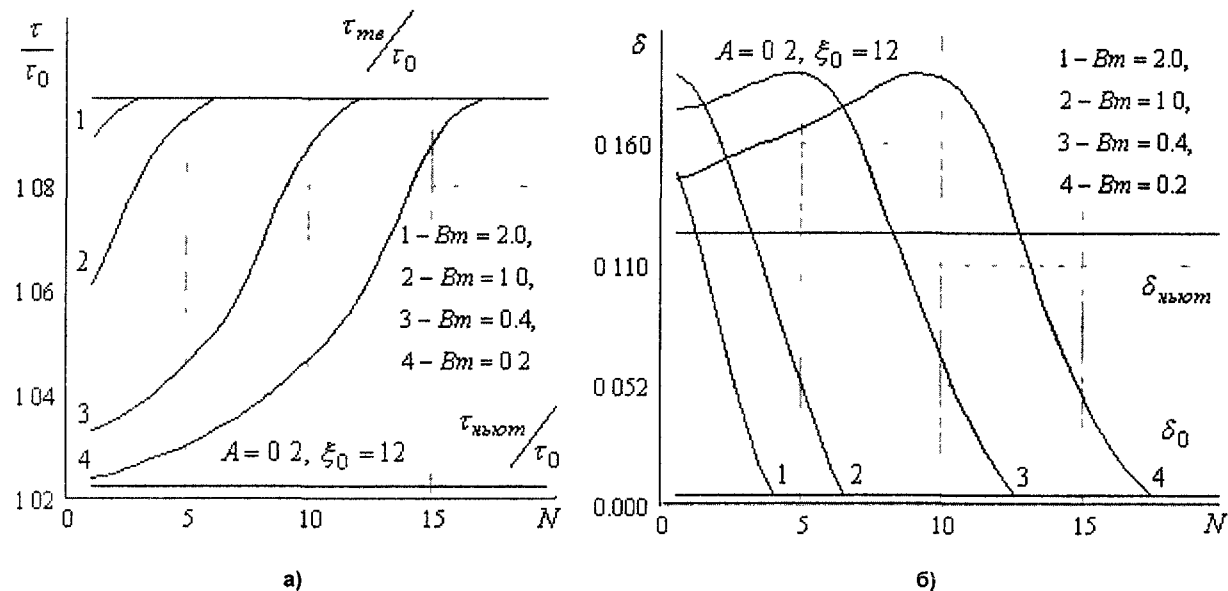 τ/τ₀
τ_тв/τ₀
1
2
3
4
1 08
1 06
1 04
1 02
1 – Bm = 2.0,
2 – Bm = 1 0,
3 – Bm = 0.4,
4 – Bm = 0 2
τ_ньют/τ₀
A = 0 2, ξ₀ = 12
0 5 10 15 N
а)
δ
A = 0 2, ξ₀ = 12
1 – Bm = 2.0,
2 – Bm = 1 0,
3 – Bm = 0.4,
4 – Bm = 0.2
0 160
0 110
0 052
0.000
δ_ньют
δ₀
1 2 3 4
0 5 10 15 N
б)